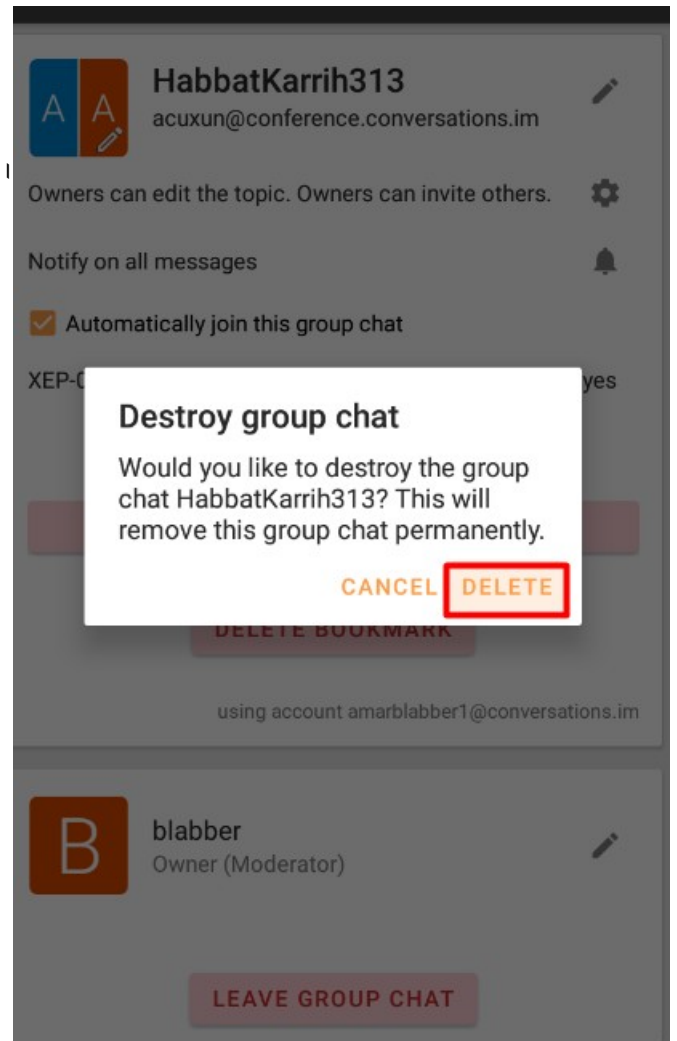 A A
HabbatKarrih313
acuxun@conference.conversations.im
Owners can edit the topic. Owners can invite others.
Notify on all messages
Automatically join this group chat
yes
Destroy group chat
Would you like to destroy the group
chat HabbatKarrih313? This will
remove this group chat permanently.
CANCEL DELETE
DELETE BOOKMARK
using account amarblabber1@conversations.im
B
blabber
Owner (Moderator)
LEAVE GROUP CHAT